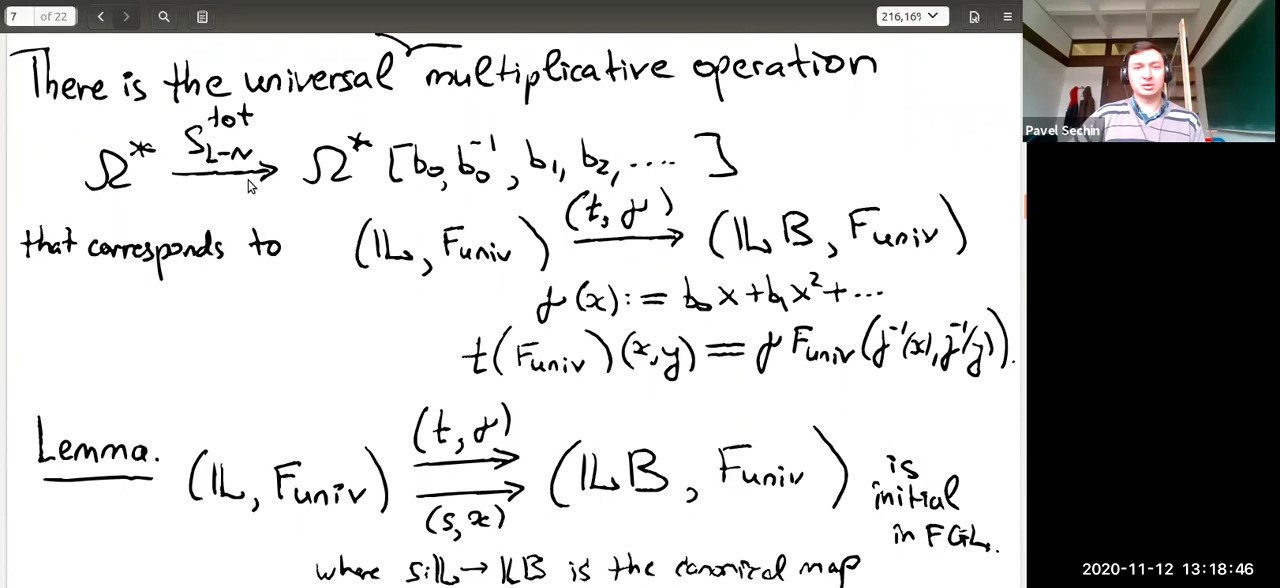 7 of 22
216,16%
There is the universal multiplicative operation
Ω* —S_{L-N}^{tot}→ Ω* [b₀, b₀⁻¹, b₁, b₂, ....]
that corresponds to (𝕃, F_univ) —(t, γ)→ (𝕃B, F_univ)
γ(x) := b₀x + b₁x² + ...
t(F_univ)(x,y) = γ F_univ(γ⁻¹(x), γ⁻¹(y)).
Lemma. (𝕃, F_univ) (t, γ) ⇉ (s, x) (𝕃B, F_univ) is initial in FGL.
where s: 𝕃 → 𝕃B is the canonical map
Pavel Sechin
2020-11-12 13:18:46